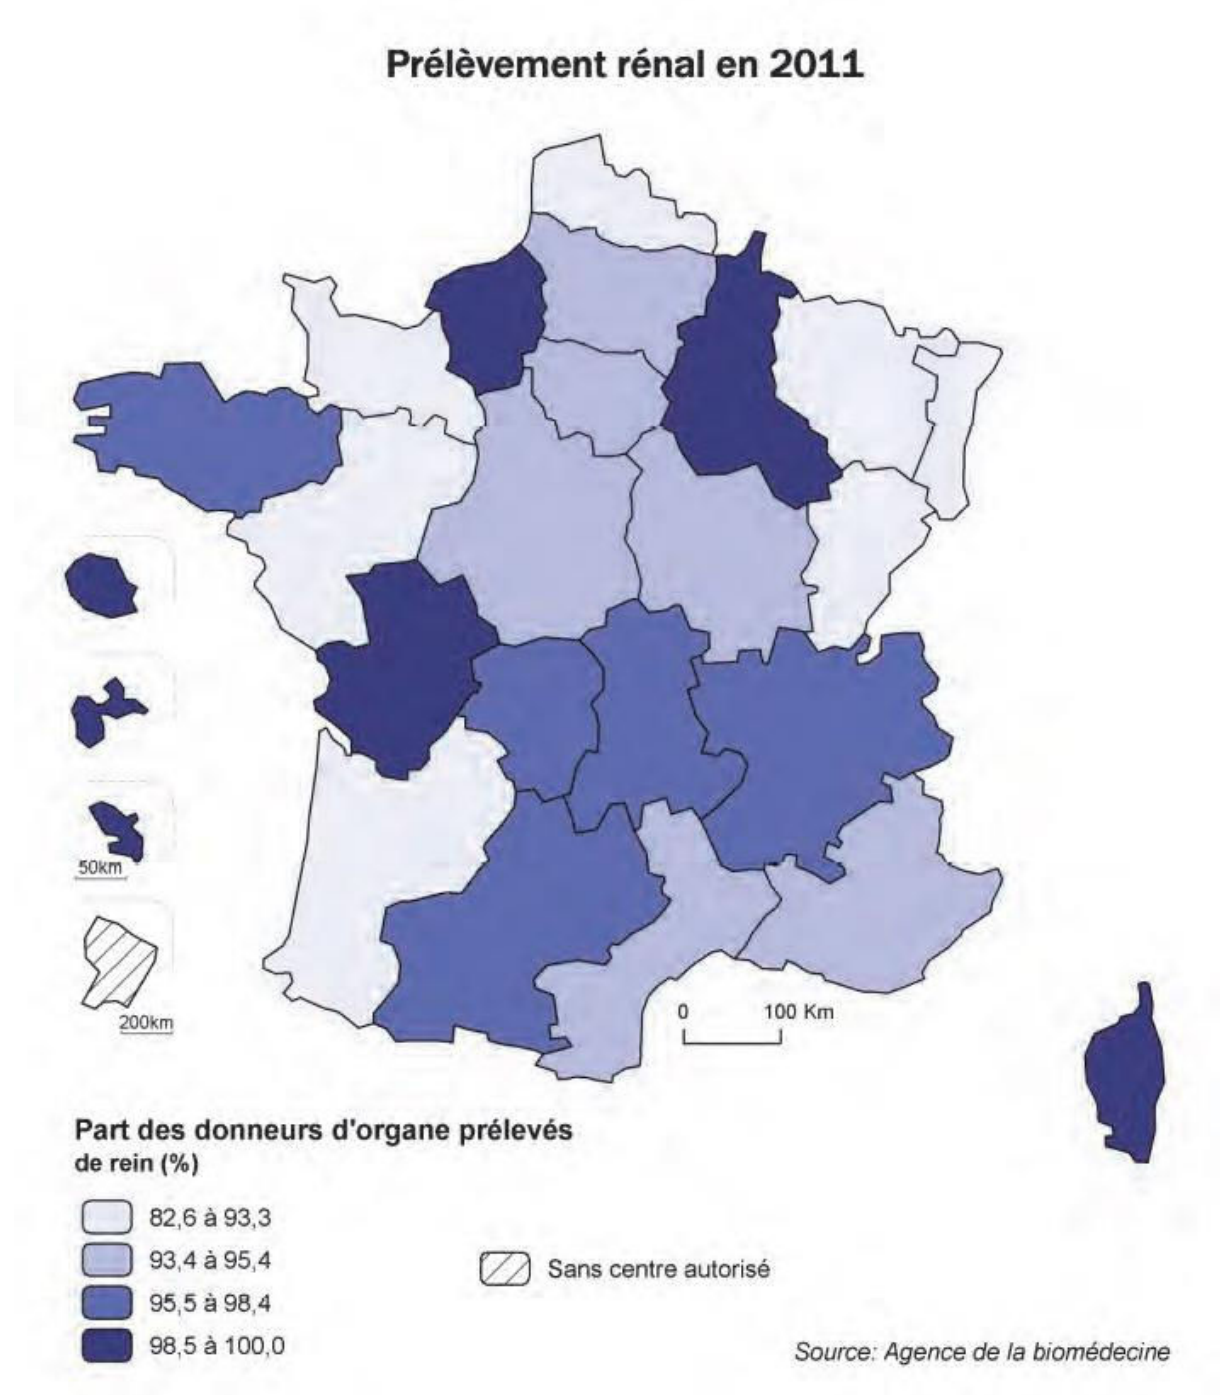 Prélèvement rénal en 2011
50km
200km
0 100 Km
Part des donneurs d'organe prélevés
de rein (%)
82,6 à 93,3
93,4 à 95,4
95,5 à 98,4
98,5 à 100,0
Sans centre autorisé
Source: Agence de la biomédecine